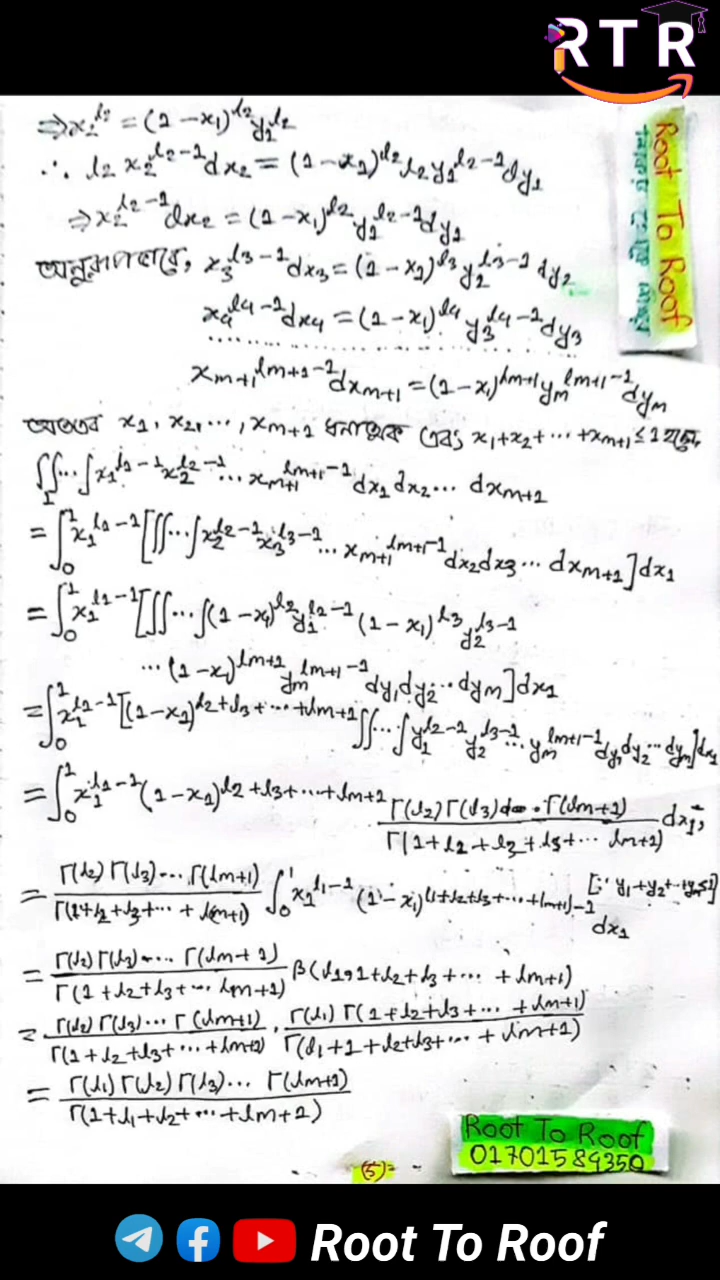 RTR
⇒x₂^l₂ = (1-x₁)^l₂ y₁^l₂
∴ l₂ x₂^(l₂-1) dx₂ = (1-x₁)^l₂ l₂ y₁^(l₂-1) dy₁
⇒x₂^(l₂-1) dx₂ = (1-x₁)^l₂ y₁^(l₂-1) dy₁
অনুরূপভাবে, x₃^(l₃-1) dx₃ = (1-x₁)^l₃ y₂^(l₃-1) dy₂
x₄^(l₄-1) dx₄ = (1-x₁)^l₄ y₃^(l₄-1) dy₃
....................................
x_(m+1)^(l_(m+1)-1) dx_(m+1) = (1-x₁)^(l_(m+1)) y_m^(l_(m+1)-1) dy_m
Root To Roof
অতএব x₁, x₂, ..., x_(m+1) ধনাত্মক এবং x₁+x₂+...+x_(m+1) ≤ 1 হলে,
∬...∫ x₁^(l₁-1) x₂^(l₂-1) ... x_(m+1)^(l_(m+1)-1) dx₁ dx₂ ... dx_(m+1)
= ∫₀¹ x₁^(l₁-1) [∬...∫ x₂^(l₂-1) x₃^(l₃-1) ... x_(m+1)^(l_(m+1)-1) dx₂ dx₃ ... dx_(m+1)] dx₁
= ∫₀¹ x₁^(l₁-1) [∬...∫ (1-x₁)^l₂ y₁^(l₂-1) (1-x₁)^l₃ y₂^(l₃-1)
... (1-x₁)^(l_(m+1)) y_m^(l_(m+1)-1) dy₁ dy₂ ... dy_m] dx₁
= ∫₀¹ x₁^(l₁-1) [(1-x₁)^(l₂+l₃+...+l_(m+1)) ∬...∫ y₁^(l₂-1) y₂^(l₃-1) ... y_m^(l_(m+1)-1) dy₁ dy₂ ... dy_m] dx₁
= ∫₀¹ x₁^(l₁-1) (1-x₁)^(l₂+l₃+...+l_(m+1)) Γ(l₂)Γ(l₃) ... Γ(l_(m+1)) / Γ(1+l₂+l₃+l₃+... l_(m+1)) dx₁,
[∵ y₁+y₂+...+y_m≤1]
= Γ(l₂)Γ(l₃)...Γ(l_(m+1)) / Γ(1+l₂+l₃+...+l_(m+1)) ∫₀¹ x₁^(l₁-1) (1-x₁)^(1+l₂+l₃+...+l_(m+1)-1) dx₁
= Γ(l₂)Γ(l₃)... Γ(l_(m+1)) / Γ(1+l₂+l₃+... l_(m+1)) β(l₁, 1+l₂+l₃+...+l_(m+1))
= Γ(l₂)Γ(l₃)...Γ(l_(m+1)) / Γ(1+l₂+l₃+...+l_(m+1)) . Γ(l₁)Γ(1+l₂+l₃+...+l_(m+1)) / Γ(l₁+1+l₂+l₃+...+l_(m+1))
= Γ(l₁)Γ(l₂)Γ(l₃)... Γ(l_(m+1)) / Γ(1+l₁+l₂+...+l_(m+1))
Root To Roof
01701584350
(5)
Root To Roof